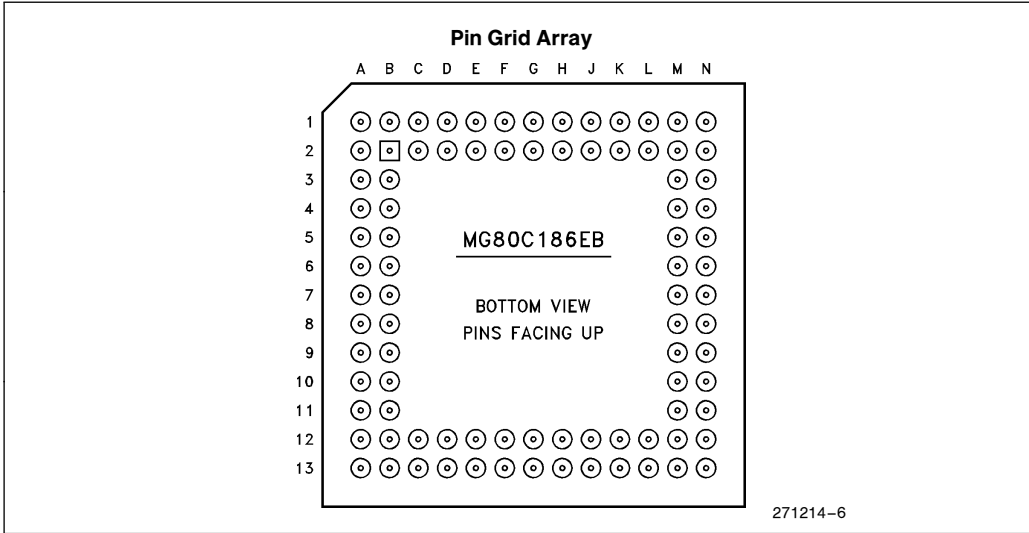 Pin Grid Array
A B C D E F G H J K L M N
1
2
3
4
5
MG80C186EB
6
7
BOTTOM VIEW
8
PINS FACING UP
9
10
11
12
13
271214–6